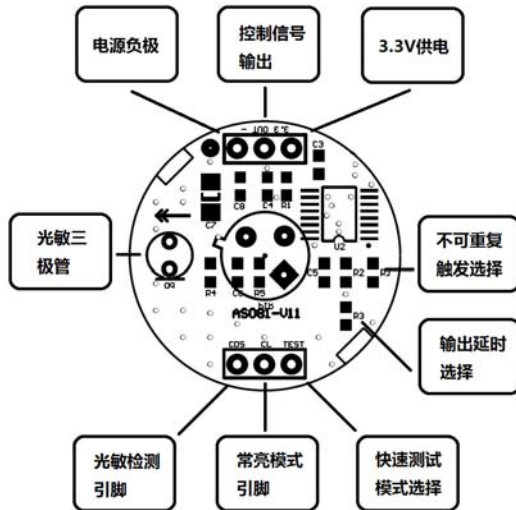 电源负极
控制信号
输出
3.3V供电
- OUT 3.3
C3
C8 C4 R1
C7
U2
光敏三
极管
不可重复
触发选择
R4 C6 R5 C5 R2
R3
AS081-V11
输出延时
选择
CDS CL TEST
光敏检测
引脚
常亮模式
引脚
快速测试
模式选择